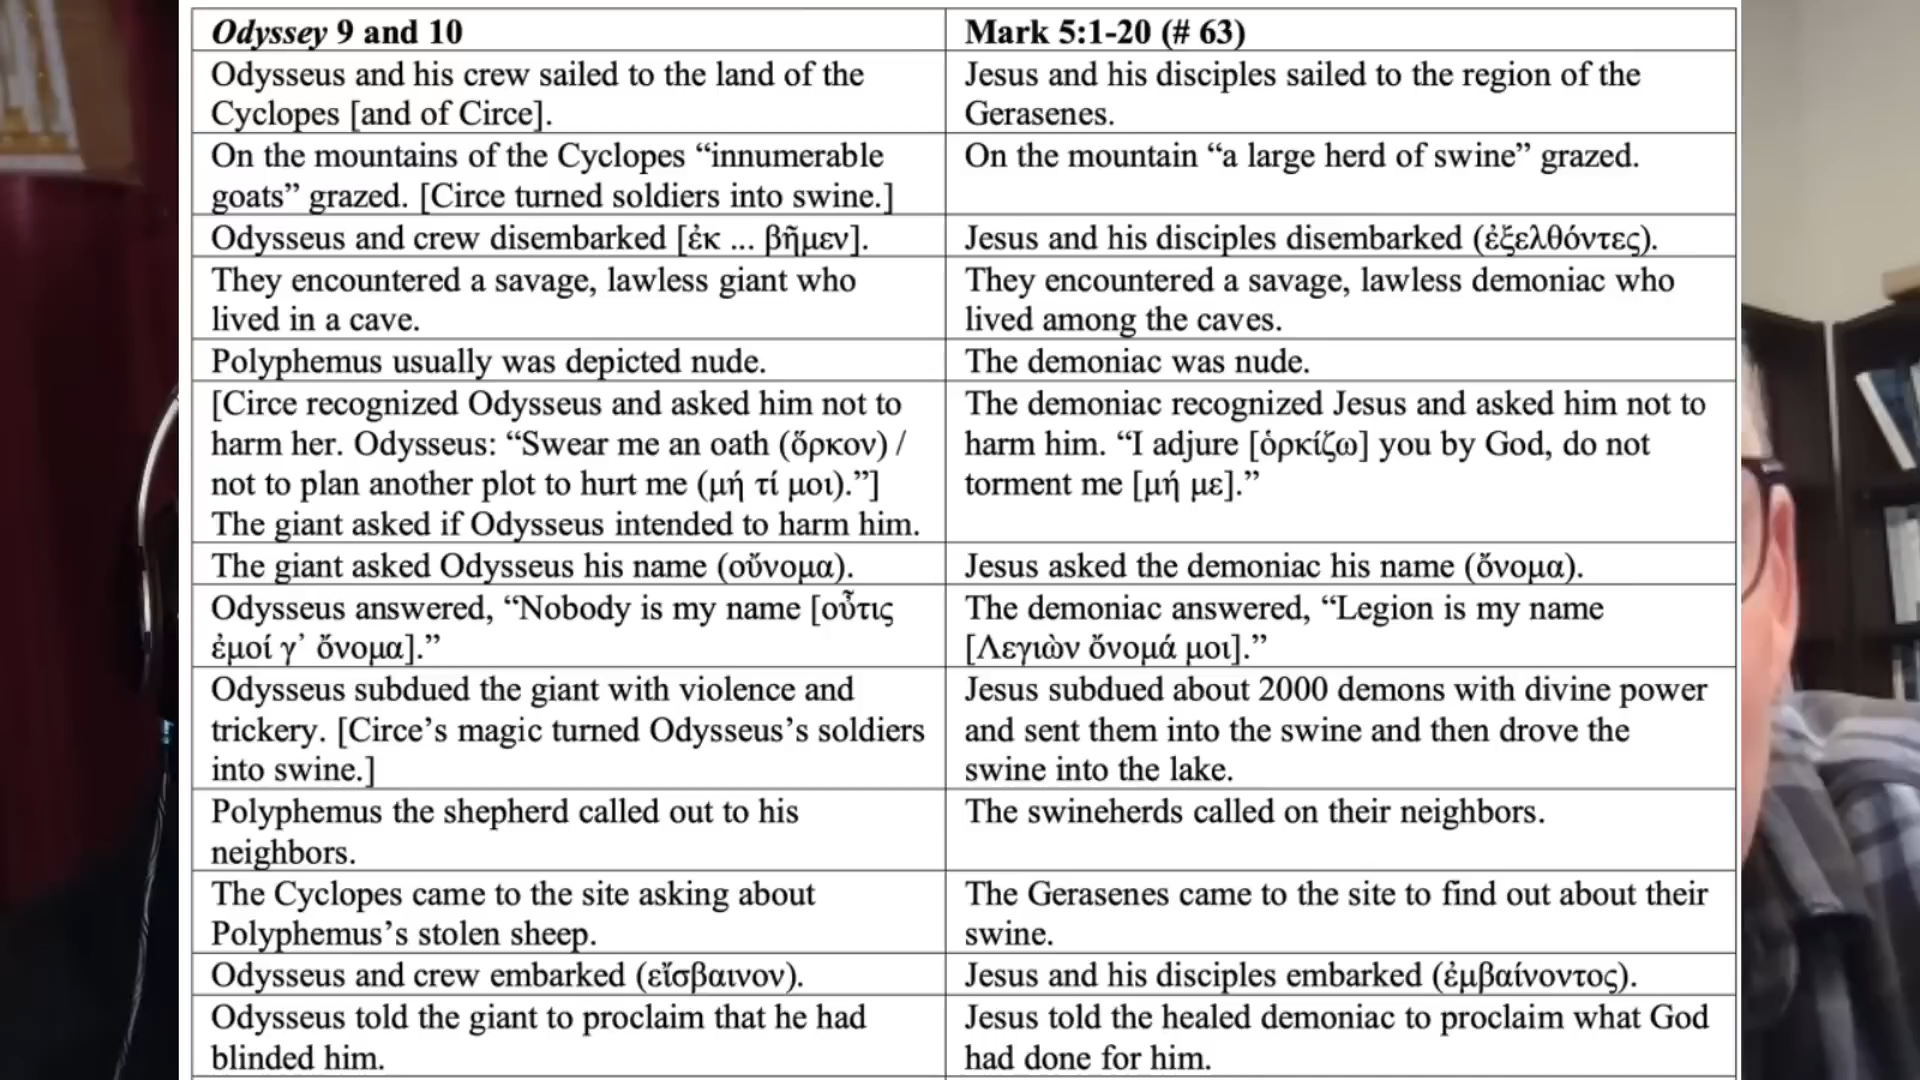 Odyssey 9 and 10
Mark 5:1-20 (# 63)
Odysseus and his crew sailed to the land of the
Cyclopes [and of Circe].
Jesus and his disciples sailed to the region of the
Gerasenes.
On the mountains of the Cyclopes “innumerable
goats” grazed. [Circe turned soldiers into swine.]
On the mountain “a large herd of swine” grazed.
Odysseus and crew disembarked [ἐκ ... βῆμεν].
Jesus and his disciples disembarked (ἐξελθόντες).
They encountered a savage, lawless giant who
lived in a cave.
They encountered a savage, lawless demoniac who
lived among the caves.
Polyphemus usually was depicted nude.
The demoniac was nude.
[Circe recognized Odysseus and asked him not to
harm her. Odysseus: “Swear me an oath (ὅρκον) /
not to plan another plot to hurt me (μή τί μοι).”]
The giant asked if Odysseus intended to harm him.
The demoniac recognized Jesus and asked him not to
harm him. “I adjure [ὁρκίζω] you by God, do not
torment me [μή με].”
The giant asked Odysseus his name (οὔνομα).
Jesus asked the demoniac his name (ὄνομα).
Odysseus answered, “Nobody is my name [οὖτις
ἐμοί γ᾽ ὄνομα].”
The demoniac answered, “Legion is my name
[Λεγιὼν ὄνομά μοι].”
Odysseus subdued the giant with violence and
trickery. [Circe’s magic turned Odysseus’s soldiers
into swine.]
Jesus subdued about 2000 demons with divine power
and sent them into the swine and then drove the
swine into the lake.
Polyphemus the shepherd called out to his
neighbors.
The swineherds called on their neighbors.
The Cyclopes came to the site asking about
Polyphemus’s stolen sheep.
The Gerasenes came to the site to find out about their
swine.
Odysseus and crew embarked (εἴσβαινον).
Jesus and his disciples embarked (ἐμβαίνοντος).
Odysseus told the giant to proclaim that he had
blinded him.
Jesus told the healed demoniac to proclaim what God
had done for him.